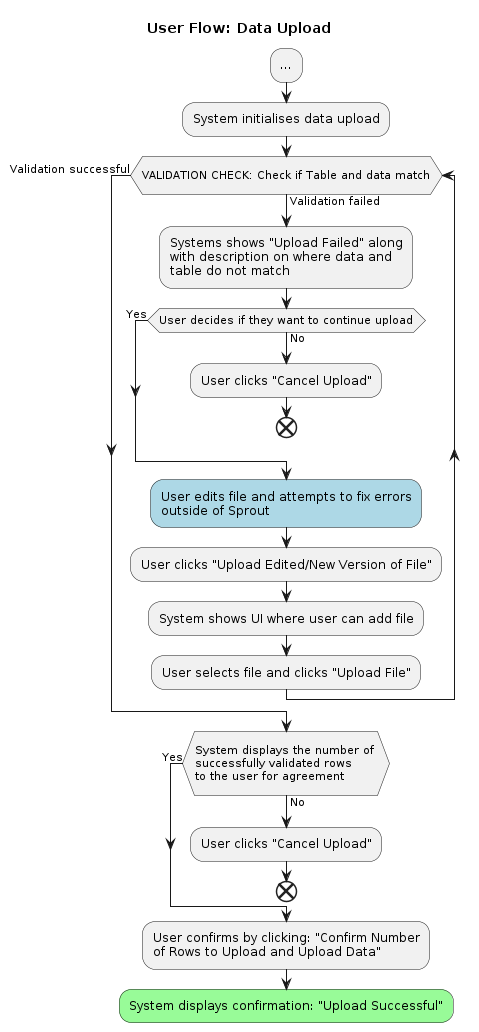 User Flow: Data Upload
...
System initialises data upload
Validation successful
VALIDATION CHECK: Check if Table and data match
Validation failed
Systems shows "Upload Failed" along
with description on where data and
table do not match
Yes
User decides if they want to continue upload
No
User clicks "Cancel Upload"
User edits file and attempts to fix errors
outside of Sprout
User clicks "Upload Edited/New Version of File"
System shows UI where user can add file
User selects file and clicks "Upload File"
Yes
System displays the number of
successfully validated rows
to the user for agreement
No
User clicks "Cancel Upload"
User confirms by clicking: "Confirm Number
of Rows to Upload and Upload Data"
System displays confirmation: "Upload Successful"